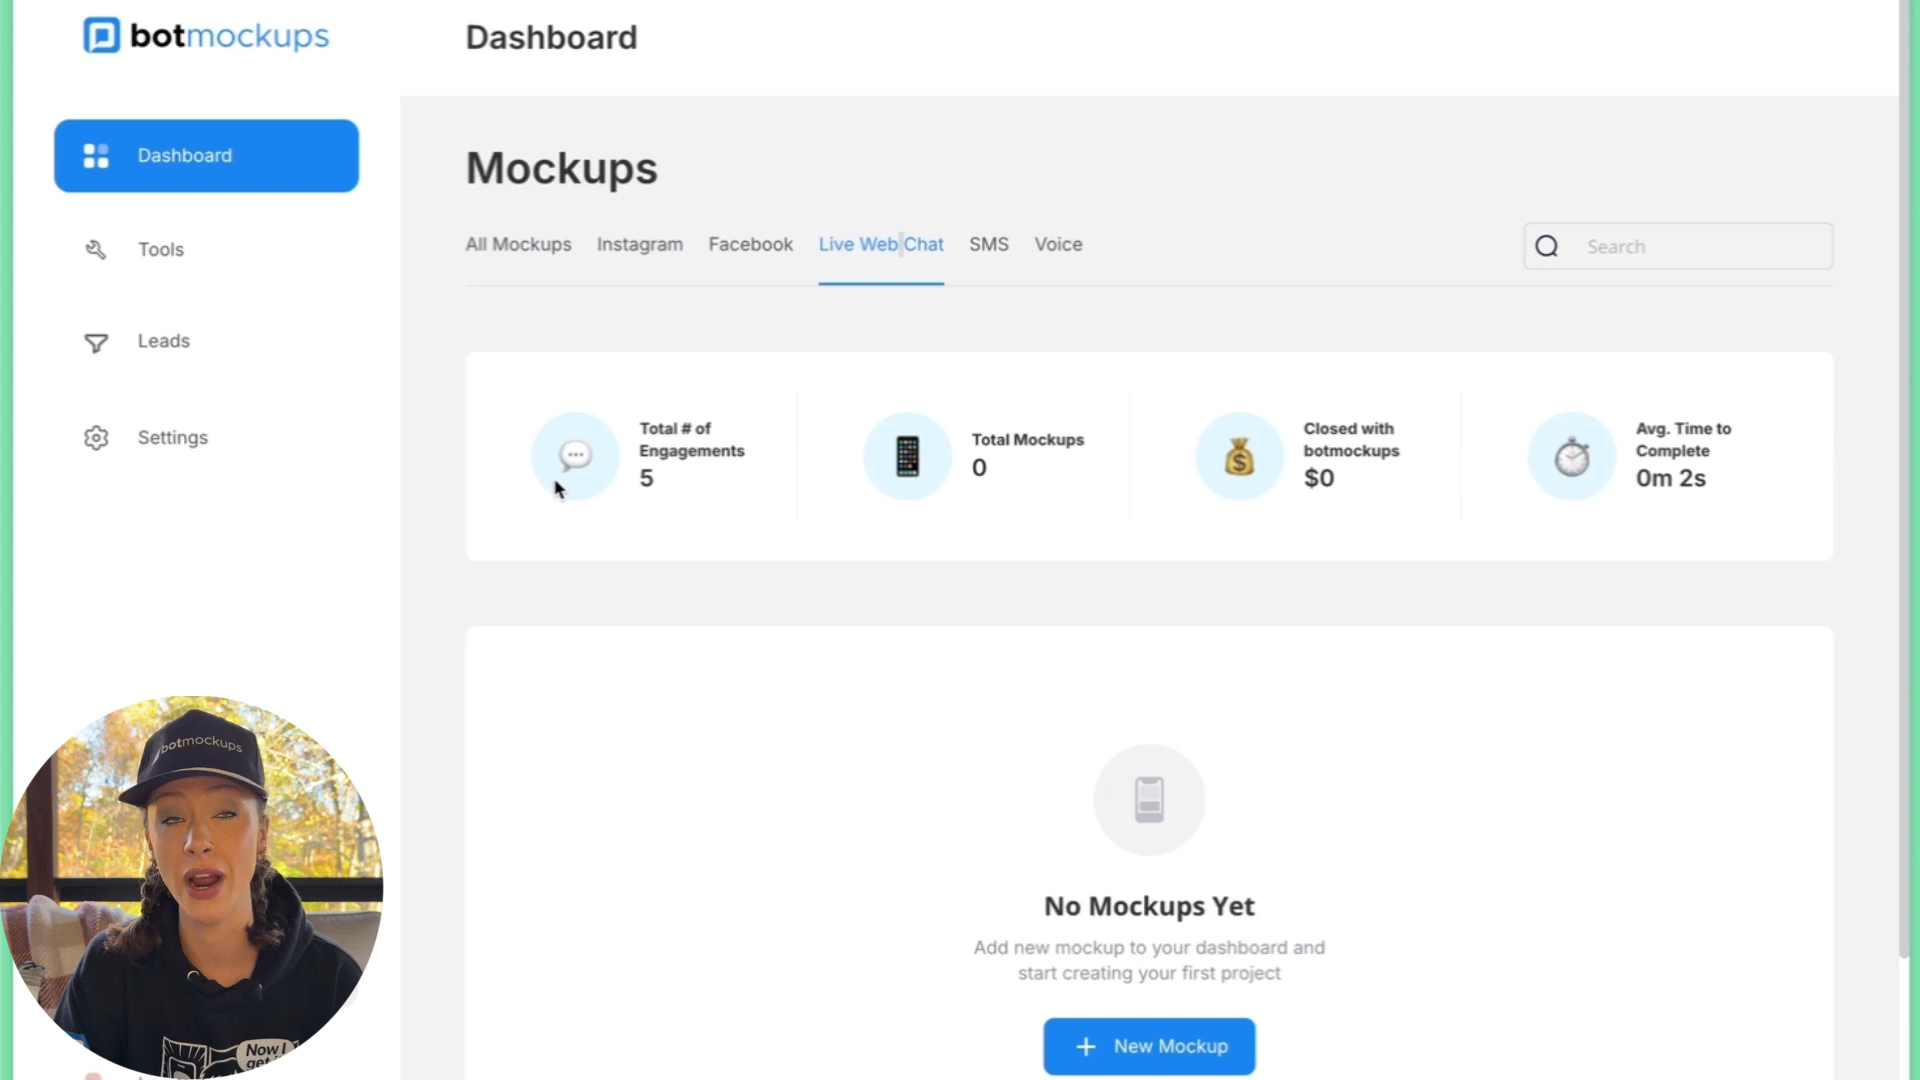 botmockups
Dashboard
Dashboard
Tools
Leads
Settings
Mockups
All Mockups Instagram Facebook Live Web Chat SMS Voice
Search
Total # of
Engagements
5
Total Mockups
0
Closed with
botmockups
$0
Avg. Time to
Complete
0m 2s
No Mockups Yet
Add new mockup to your dashboard and
start creating your first project
New Mockup
botmockups
Now I
get